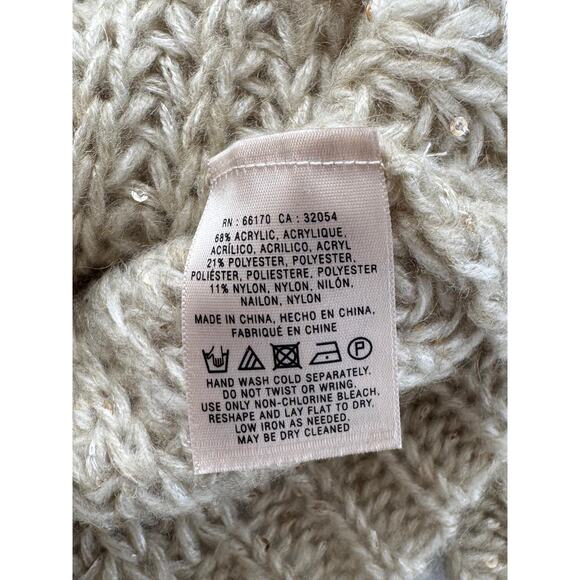 RN : 66170 CA : 32054
68% ACRYLIC, ACRYLIQUE,
ACRÍLICO, ACRILICO, ACRYL
21% POLYESTER, POLYESTER,
POLIÉSTER, POLIESTERE, POLYESTER
11% NYLON, NYLON, NILÓN,
NAILON, NYLON
MADE IN CHINA, HECHO EN CHINA,
FABRIQUÉ EN CHINE
P
HAND WASH COLD SEPARATELY.
DO NOT TWIST OR WRING.
USE ONLY NON-CHLORINE BLEACH.
RESHAPE AND LAY FLAT TO DRY.
LOW IRON AS NEEDED.
MAY BE DRY CLEANED